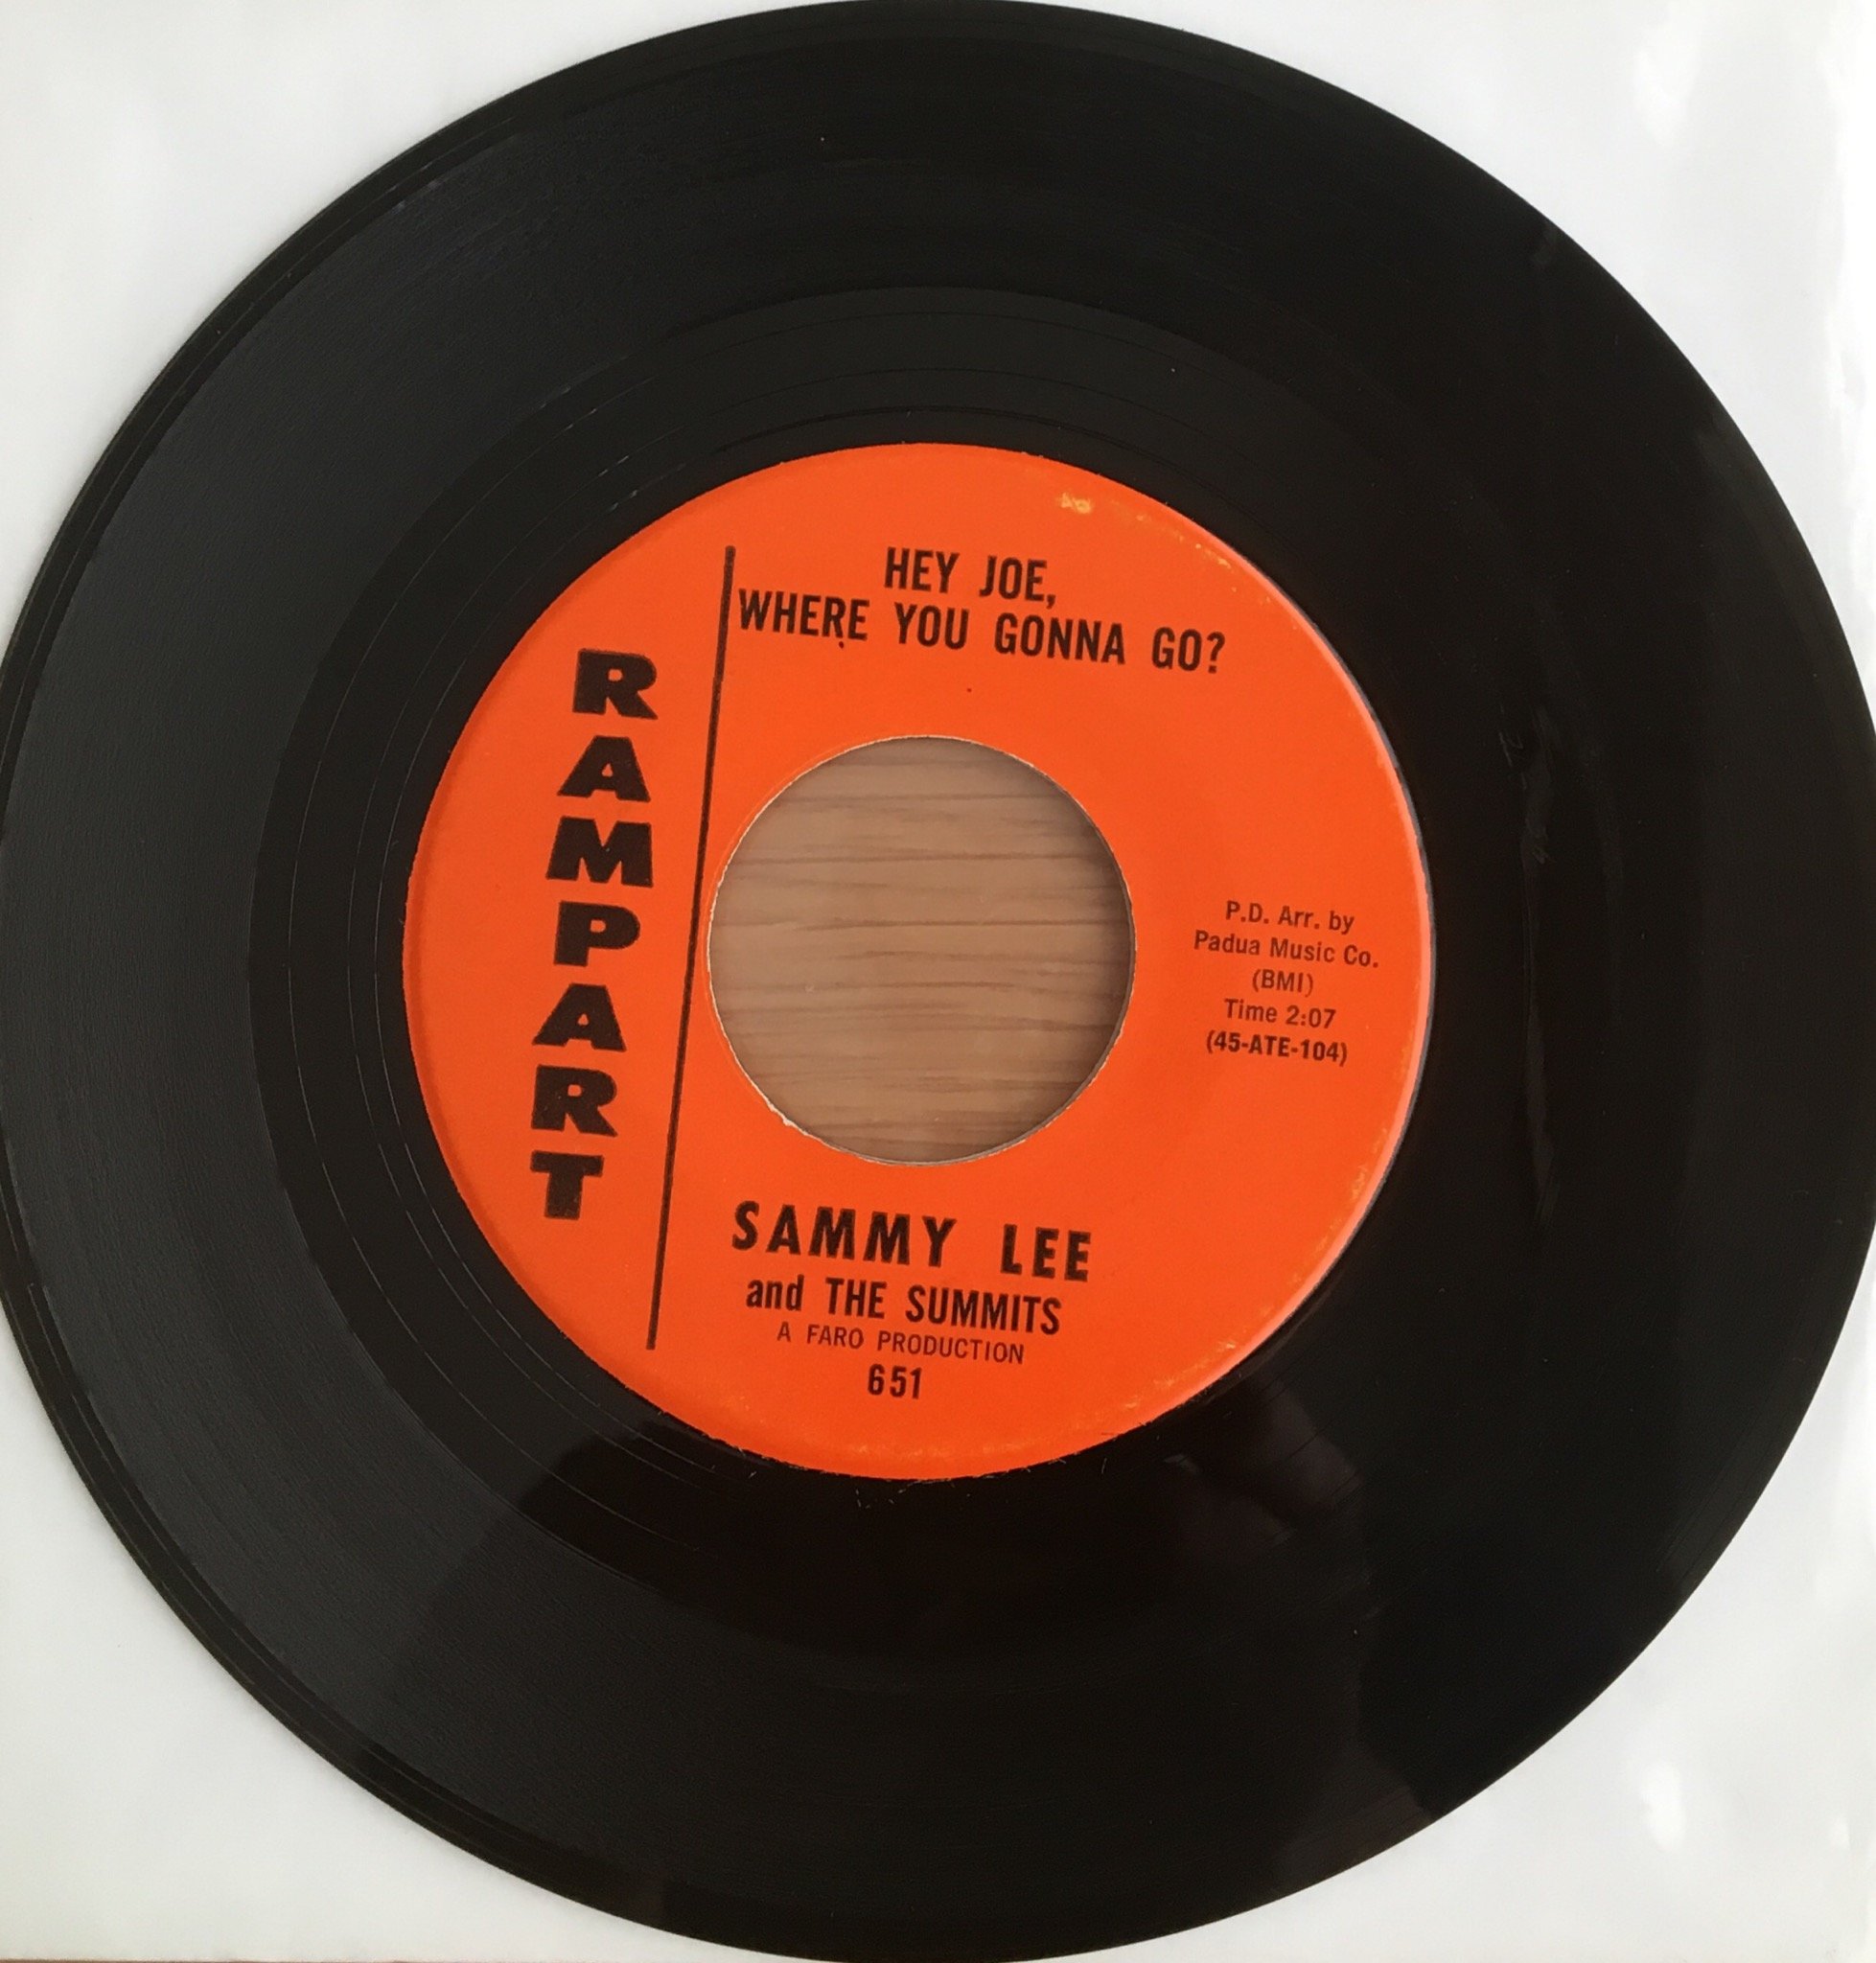 HEY JOE,
WHERE YOU GONNA GO?
RAMPART
P.D. Arr. by
Padua Music Co.
(BMI)
Time 2:07
(45-ATE-104)
SAMMY LEE
and THE SUMMITS
A FARO PRODUCTION
651